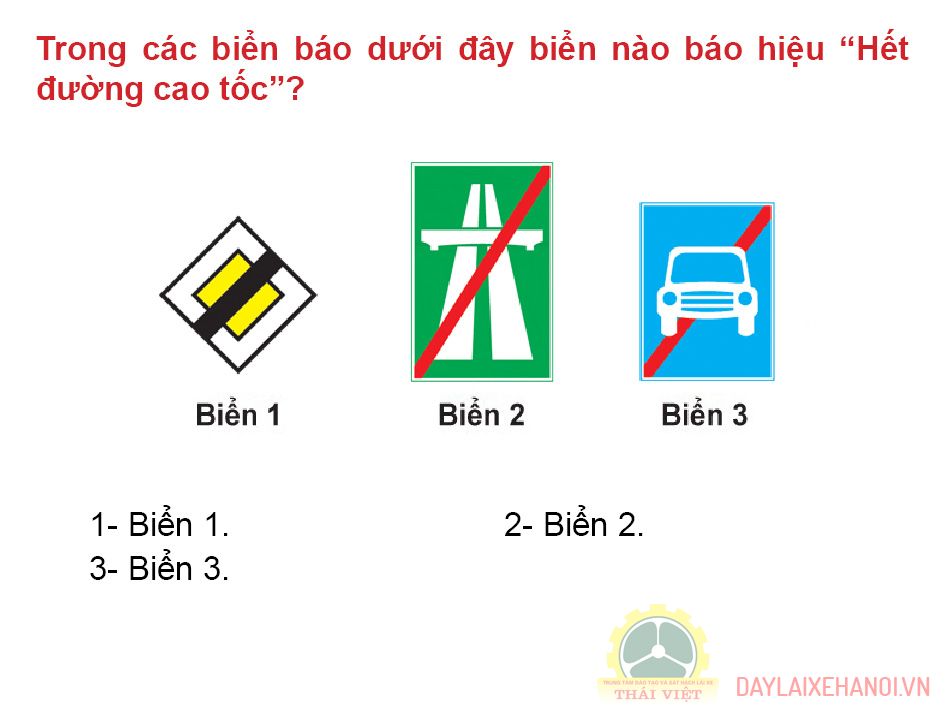 Trong các biển báo dưới đây biển nào báo hiệu “Hết
đường cao tốc”?
Biển 1
Biển 2
Biển 3
1- Biển 1.
2- Biển 2.
3- Biển 3.
TRUNG TÂM ĐÀO TẠO VÀ SÁT HẠCH LÁI XE
THÁI VIỆT
DAYLAIXEHANOI.VN